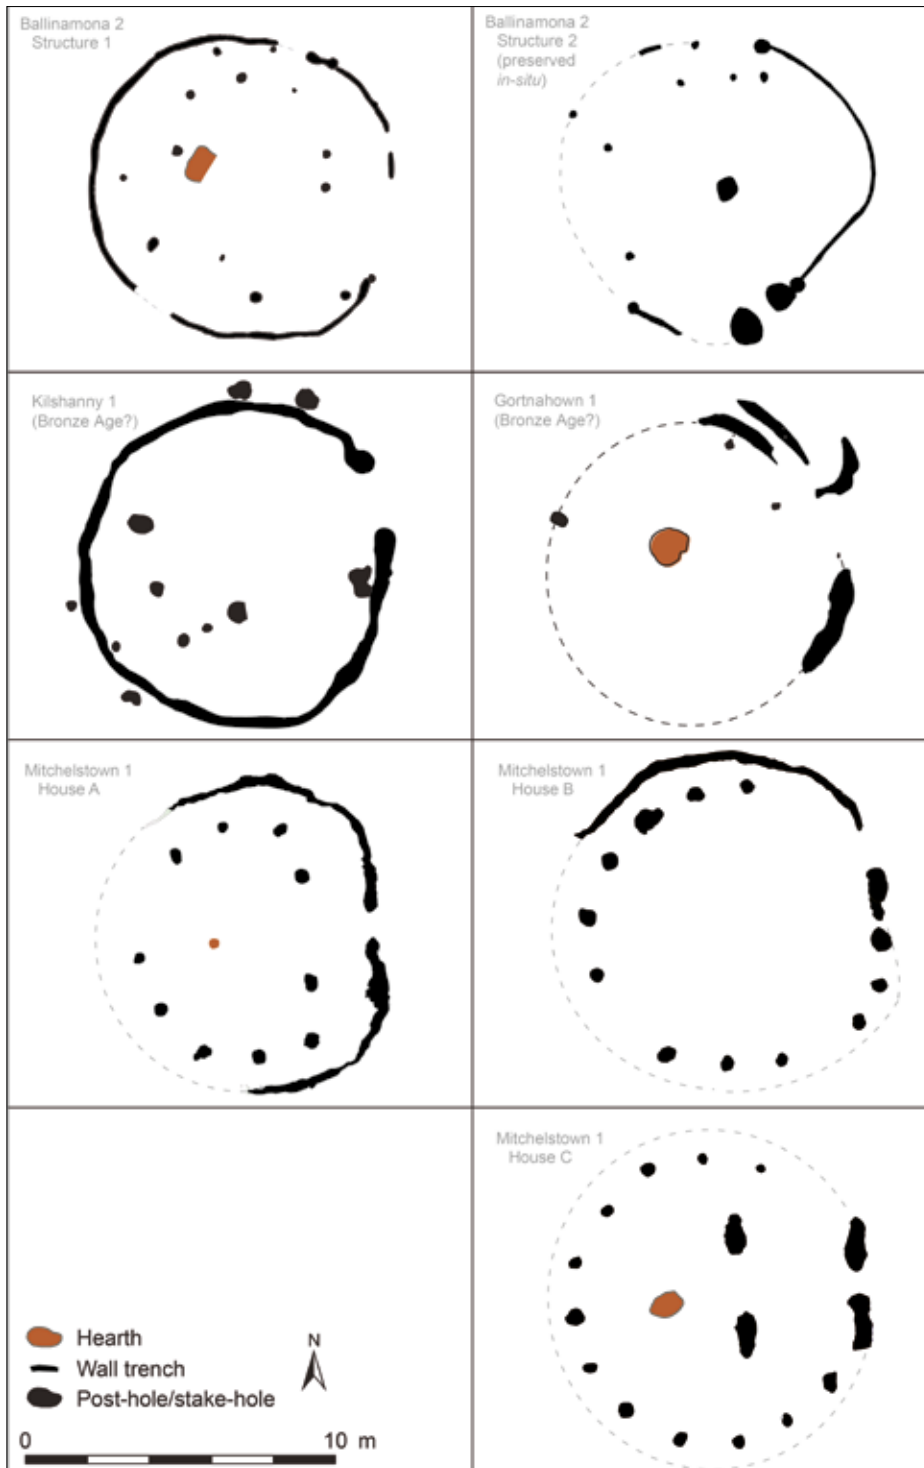 Ballinamona 2
Structure 1
Ballinamona 2
Structure 2
(preserved
in-situ)
Kilshanny 1
(Bronze Age?)
Gortnahown 1
(Bronze Age?)
Mitchelstown 1
House A
Mitchelstown 1
House B
Mitchelstown 1
House C
Hearth
Wall trench
Post-hole/stake-hole
N
0 10 m